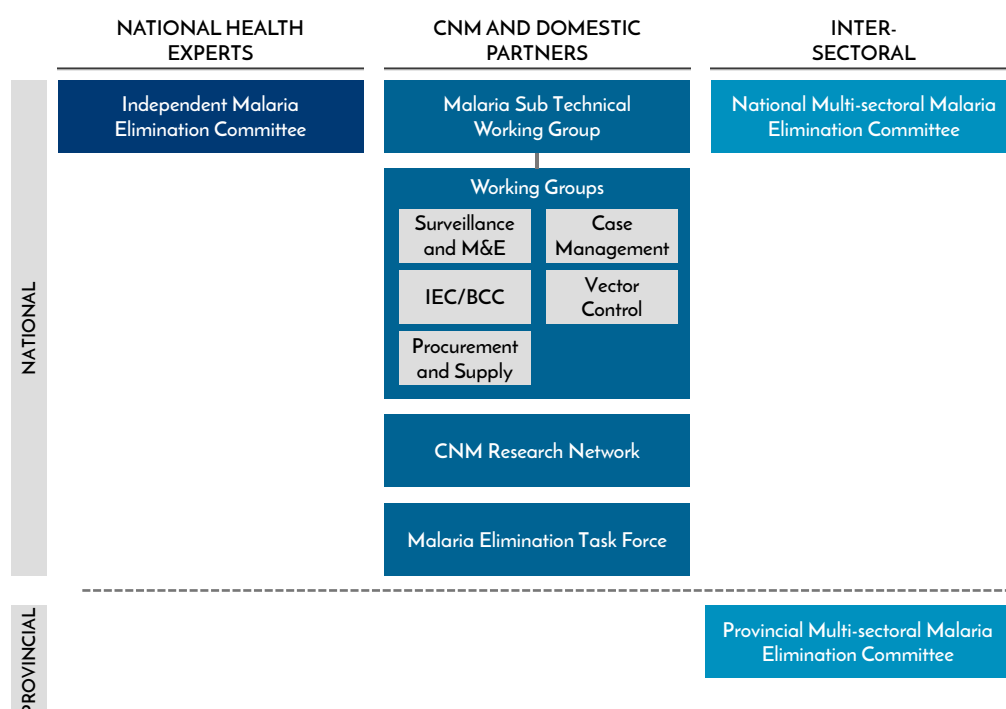 NATIONAL HEALTH
EXPERTS
CNM AND DOMESTIC
PARTNERS
INTER-
SECTORAL
NATIONAL
Independent Malaria
Elimination Committee
Malaria Sub Technical
Working Group
National Multi-sectoral Malaria
Elimination Committee
Working Groups
Surveillance
and M&E
Case
Management
IEC/BCC
Vector
Control
Procurement
and Supply
CNM Research Network
Malaria Elimination Task Force
PROVINCIAL
Provincial Multi-sectoral Malaria
Elimination Committee